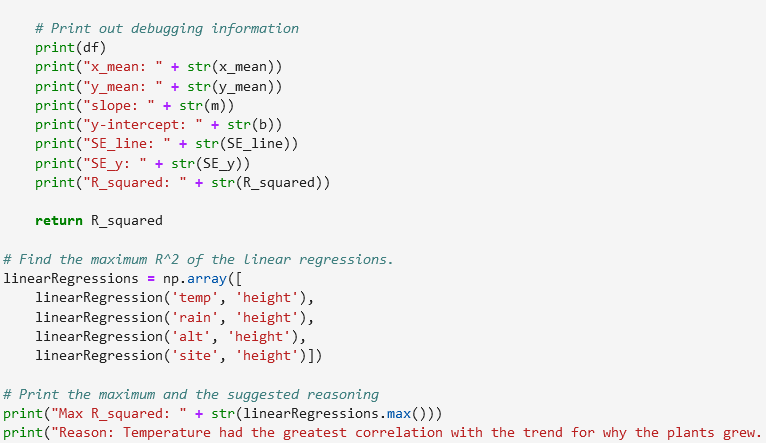 # Print out debugging information
print(df)
print("x_mean: " + str(x_mean))
print("y_mean: " + str(y_mean))
print("slope: " + str(m))
print("y-intercept: " + str(b))
print("SE_line: " + str(SE_line))
print("SE_y: " + str(SE_y))
print("R_squared: " + str(R_squared))
return R_squared
# Find the maximum R^2 of the linear regressions.
linearRegressions = np.array([
linearRegression('temp', 'height'),
linearRegression('rain', 'height'),
linearRegression('alt', 'height'),
linearRegression('site', 'height')])
# Print the maximum and the suggested reasoning
print("Max R_squared: " + str(linearRegressions.max()))
print("Reason: Temperature had the greatest correlation with the trend for why the plants grew.